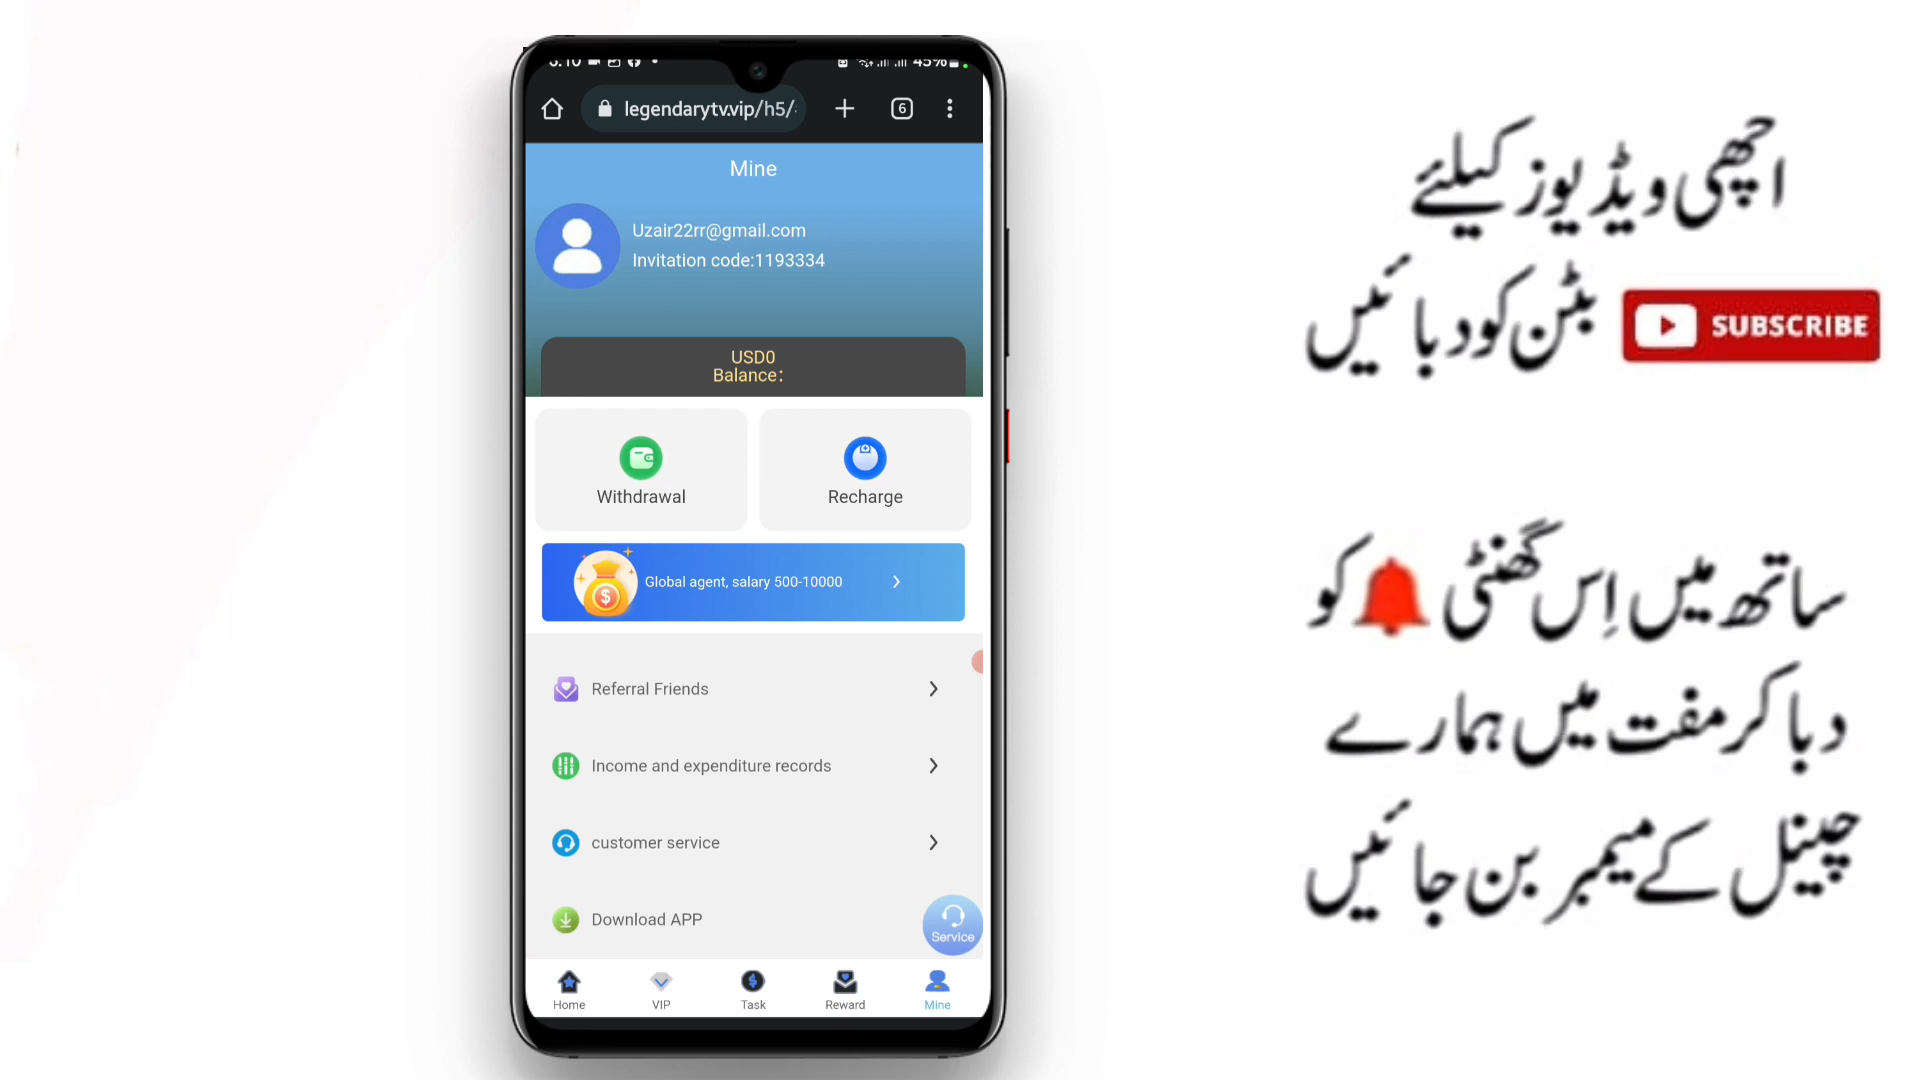 45%
legendarytv.vip/h5/
6
Mine
Uzair22rr@gmail.com
Invitation code:1193334
USD0
Balance:
Withdrawal
Recharge
Global agent, salary 500-10000
Referral Friends
Income and expenditure records
customer service
Download APP
Service
Home
VIP
Task
Reward
Mine
اچھی ویڈیوز کیلئے
SUBSCRIBE بٹن کو دبائیں
ساتھ میں اِس گھنٹی کو
دبا کر مفت میں ہمارے
چینل کے میمبر بن جائیں